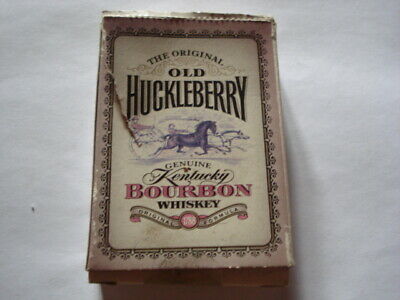 THE ORIGINAL
OLD
HUCKLEBERRY
GENUINE
Kentucky
BOURBON
WHISKEY
ORIGINAL FORMULA